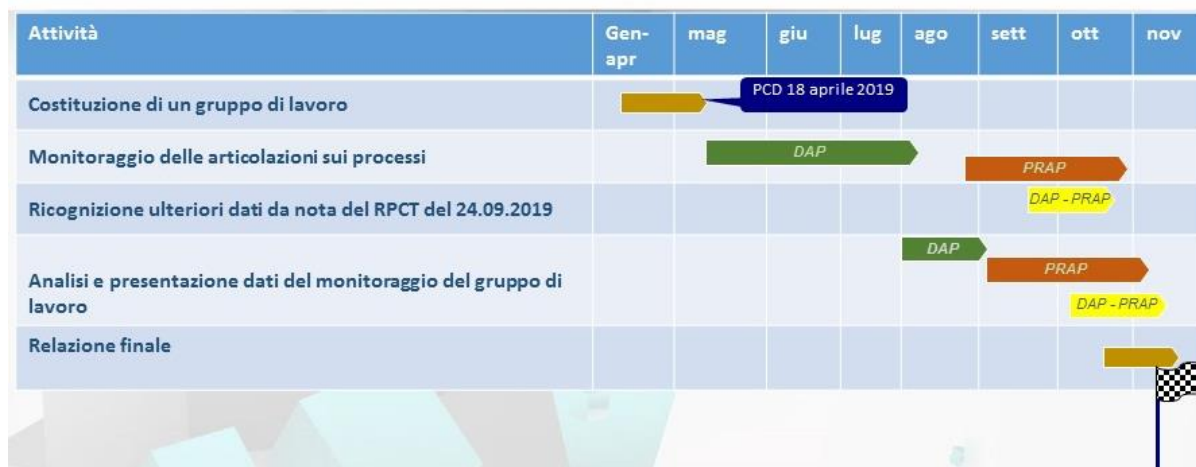 Attività
Gen-
apr
mag
giu
lug
ago
sett
ott
nov
Costituzione di un gruppo di lavoro
PCD 18 aprile 2019
Monitoraggio delle articolazioni sui processi
DAP
PRAP
Ricognizione ulteriori dati da nota del RPCT del 24.09.2019
DAP - PRAP
Analisi e presentazione dati del monitoraggio del gruppo di
lavoro
DAP
PRAP
DAP - PRAP
Relazione finale